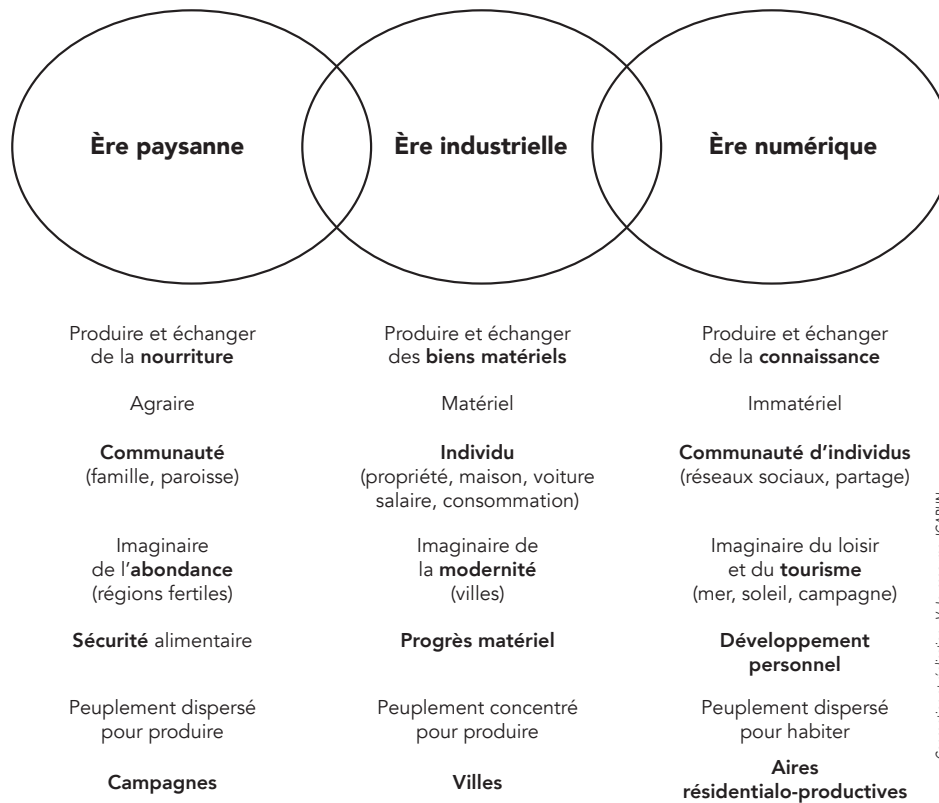 Ère paysanne
Ère industrielle
Ère numérique
Produire et échanger
de la nourriture
Produire et échanger
des biens matériels
Produire et échanger
de la connaissance
Agraire
Matériel
Immatériel
Communauté
(famille, paroisse)
Individu
(propriété, maison, voiture
salaire, consommation)
Communauté d’individus
(réseaux sociaux, partage)
Imaginaire
de l’abondance
(régions fertiles)
Imaginaire de
la modernité
(villes)
Imaginaire du loisir
et du tourisme
(mer, soleil, campagne)
Sécurité alimentaire
Progrès matériel
Développement
personnel
Peuplement dispersé
pour produire
Peuplement concentré
pour produire
Peuplement dispersé
pour habiter
Campagnes
Villes
Aires
résidentialo-productives